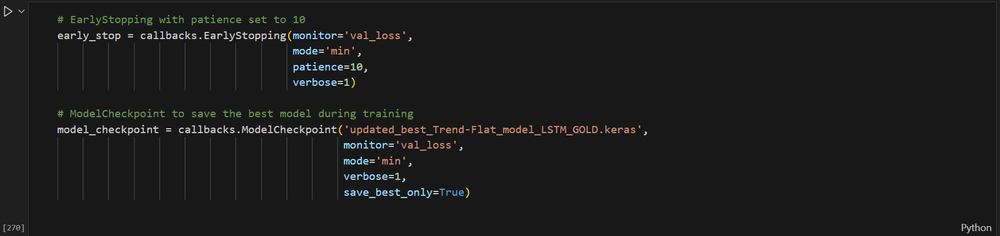 # EarlyStopping with patience set to 10
early_stop = callbacks.EarlyStopping(monitor='val_loss',
mode='min',
patience=10,
verbose=1)
# ModelCheckpoint to save the best model during training
model_checkpoint = callbacks.ModelCheckpoint('updated_best_Trend-Flat_model_LSTM_GOLD.keras',
monitor='val_loss',
mode='min',
verbose=1,
save_best_only=True)
[270]
Python